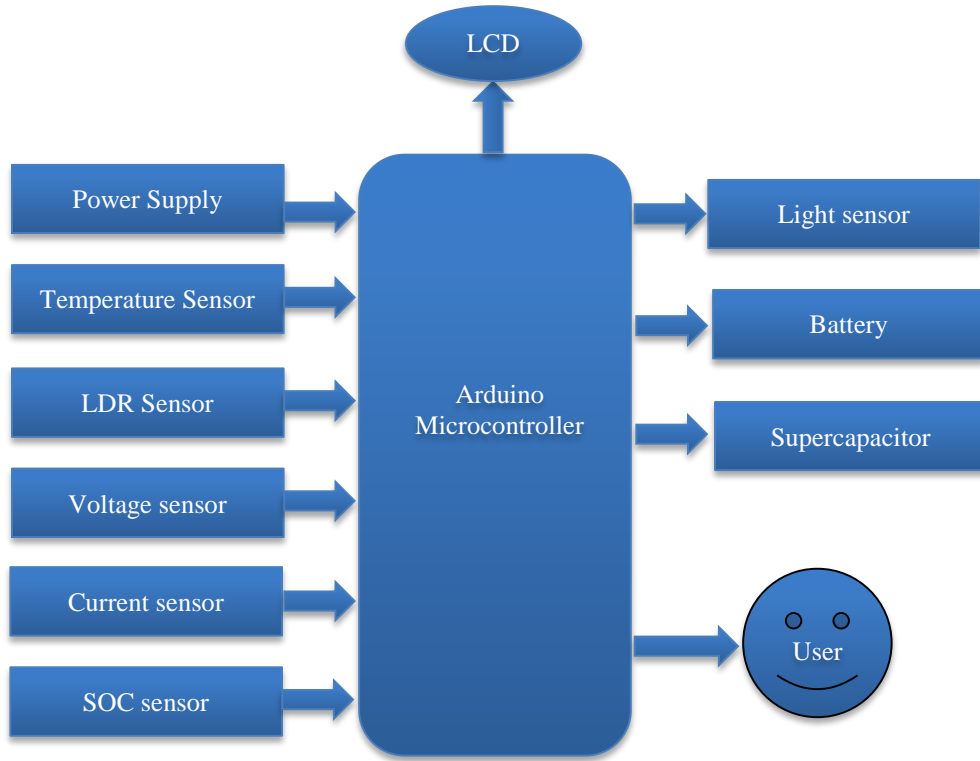 LCD
Power Supply
Temperature Sensor
LDR Sensor
Voltage sensor
Current sensor
SOC sensor
Arduino
Microcontroller
Light sensor
Battery
Supercapacitor
User